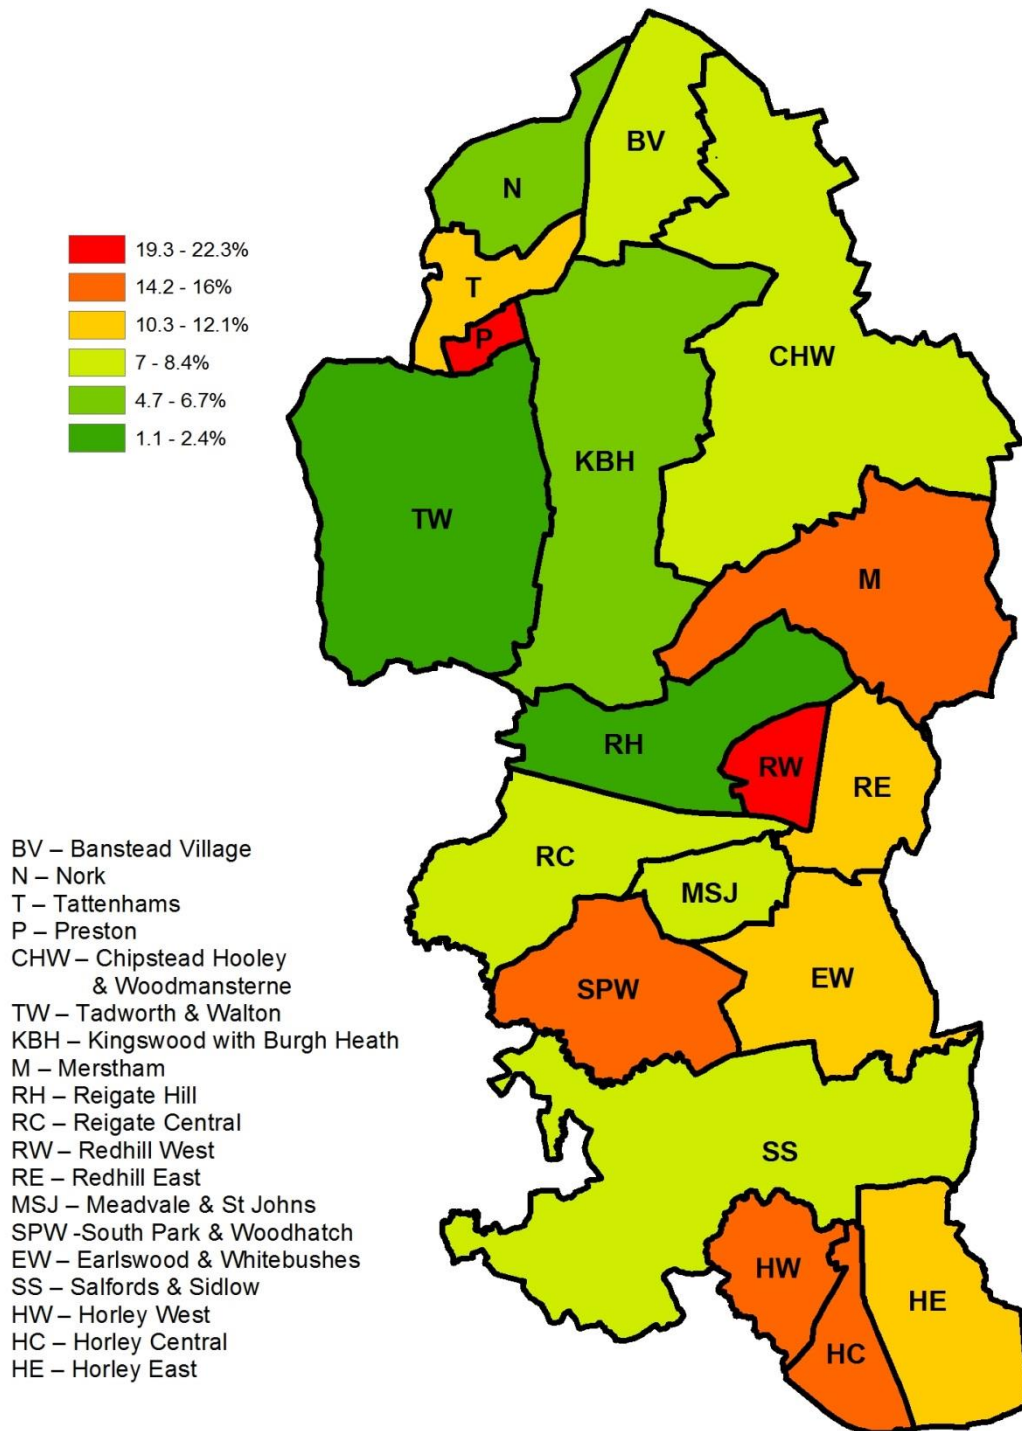 BV
N
19.3 - 22.3%
14.2 - 16%
T
10.3 - 12.1%
P
CHW
7 - 8.4%
4.7 - 6.7%
1.1 - 2.4%
KBH
TW
M
RH
RW
RE
RC
MSJ
SPW
EW
SS
HW
HE
HC
BV – Banstead Village
N – Nork
T – Tattenhams
P – Preston
CHW – Chipstead Hooley
& Woodmansterne
TW – Tadworth & Walton
KBH – Kingswood with Burgh Heath
M – Merstham
RH – Reigate Hill
RC – Reigate Central
RW – Redhill West
RE – Redhill East
MSJ – Meadvale & St Johns
SPW -South Park & Woodhatch
EW – Earlswood & Whitebushes
SS – Salfords & Sidlow
HW – Horley West
HC – Horley Central
HE – Horley East